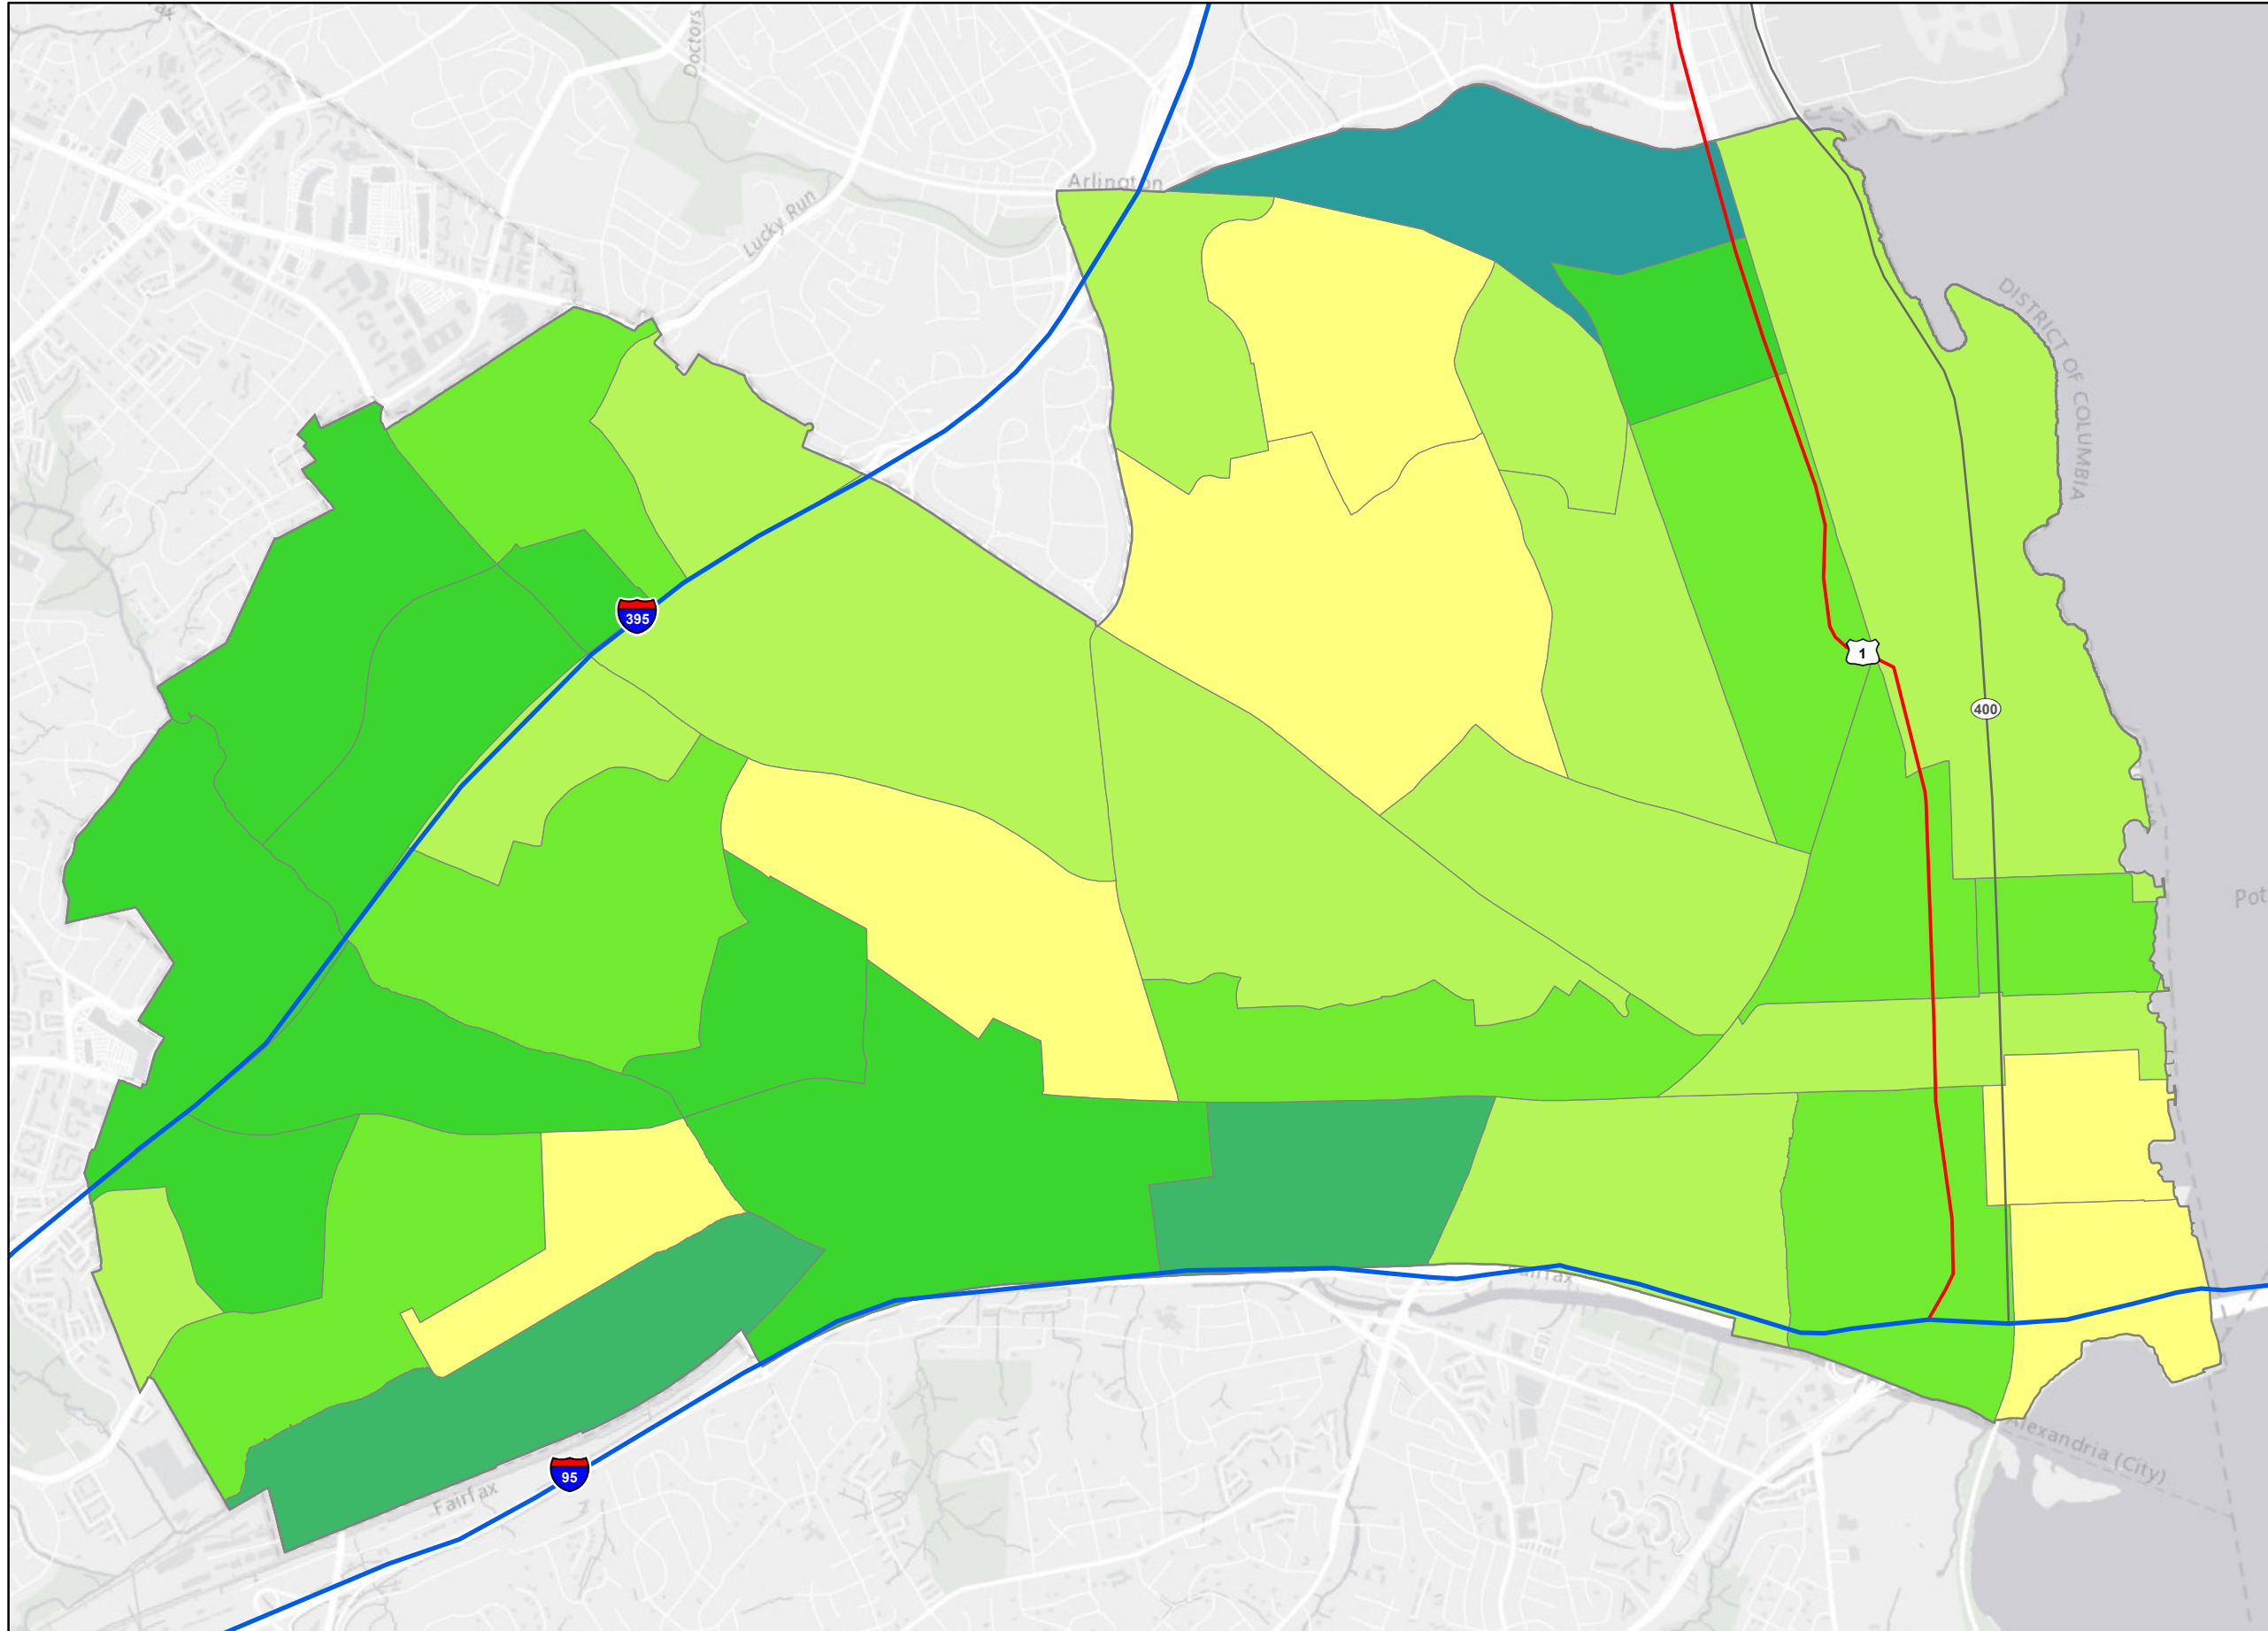 Doctors
Arlington
Lucky Run
DISTRICT OF COLUMBIA
395
1
400
Pot
Fairfax
Alexandria (City)
95
Fairfax